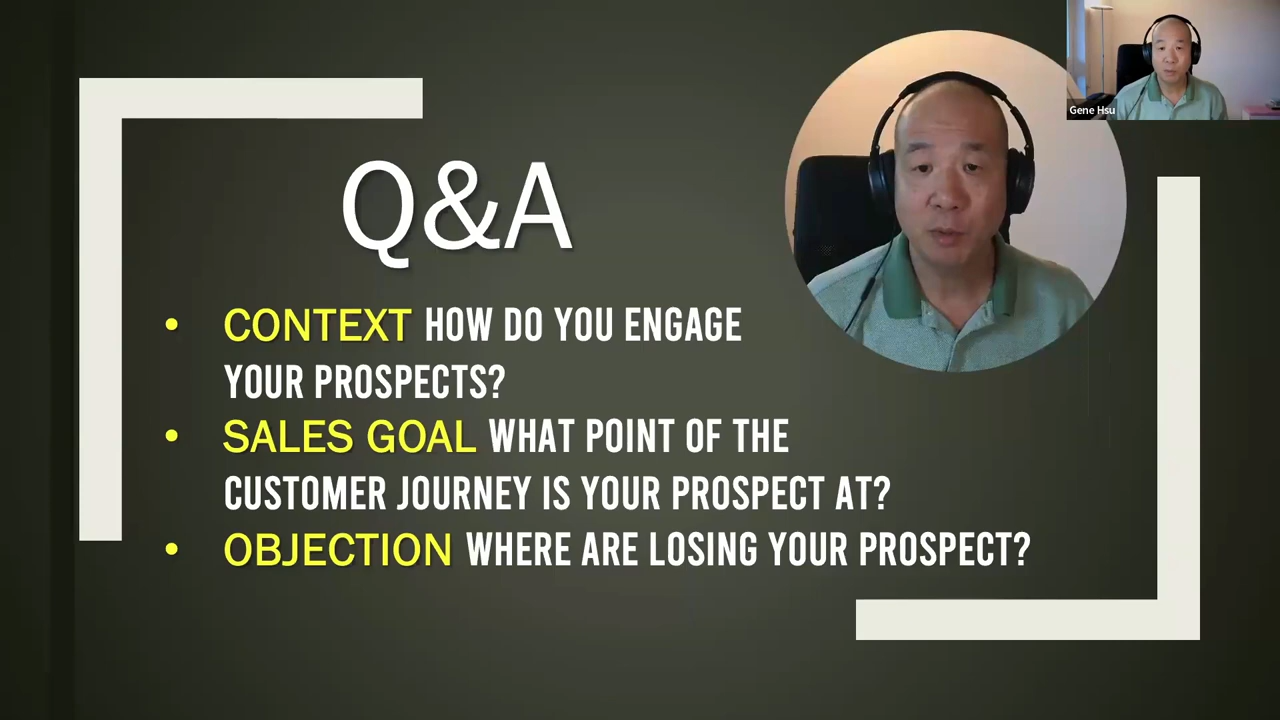 Gene Hsu
Q&A
• CONTEXT HOW DO YOU ENGAGE
YOUR PROSPECTS?
• SALES GOAL WHAT POINT OF THE
CUSTOMER JOURNEY IS YOUR PROSPECT AT?
• OBJECTION WHERE ARE LOSING YOUR PROSPECT?